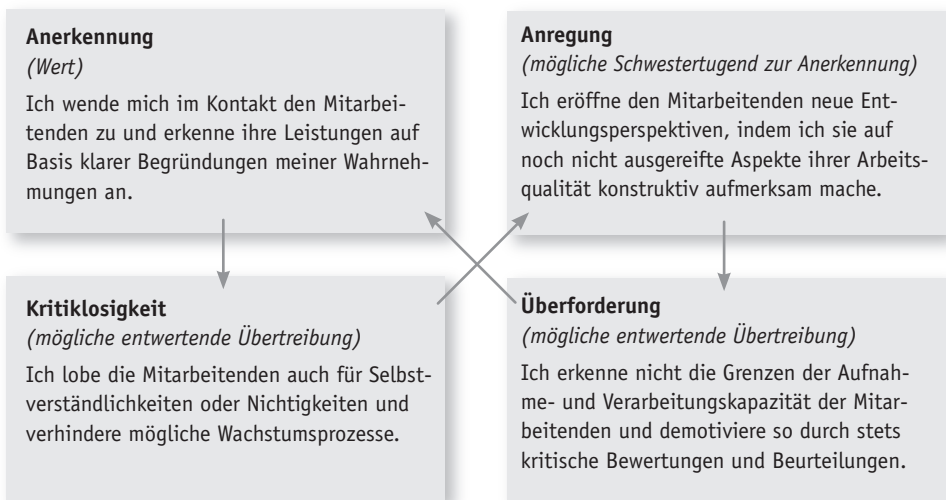 Anerkennung
(Wert)
Ich wende mich im Kontakt den Mitarbei-
tenden zu und erkenne ihre Leistungen auf
Basis klarer Begründungen meiner Wahrneh-
mungen an.
Anregung
(mögliche Schwestertugend zur Anerkennung)
Ich eröffne den Mitarbeitenden neue Ent-
wicklungsperspektiven, indem ich sie auf
noch nicht ausgereifte Aspekte ihrer Arbeits-
qualität konstruktiv aufmerksam mache.
Kritiklosigkeit
(mögliche entwertende Übertreibung)
Ich lobe die Mitarbeitenden auch für Selbst-
verständlichkeiten oder Nichtigkeiten und
verhindere mögliche Wachstumsprozesse.
Überforderung
(mögliche entwertende Übertreibung)
Ich erkenne nicht die Grenzen der Aufnah-
me- und Verarbeitungskapazität der Mitar-
beitenden und demotiviere so durch stets
kritische Bewertungen und Beurteilungen.